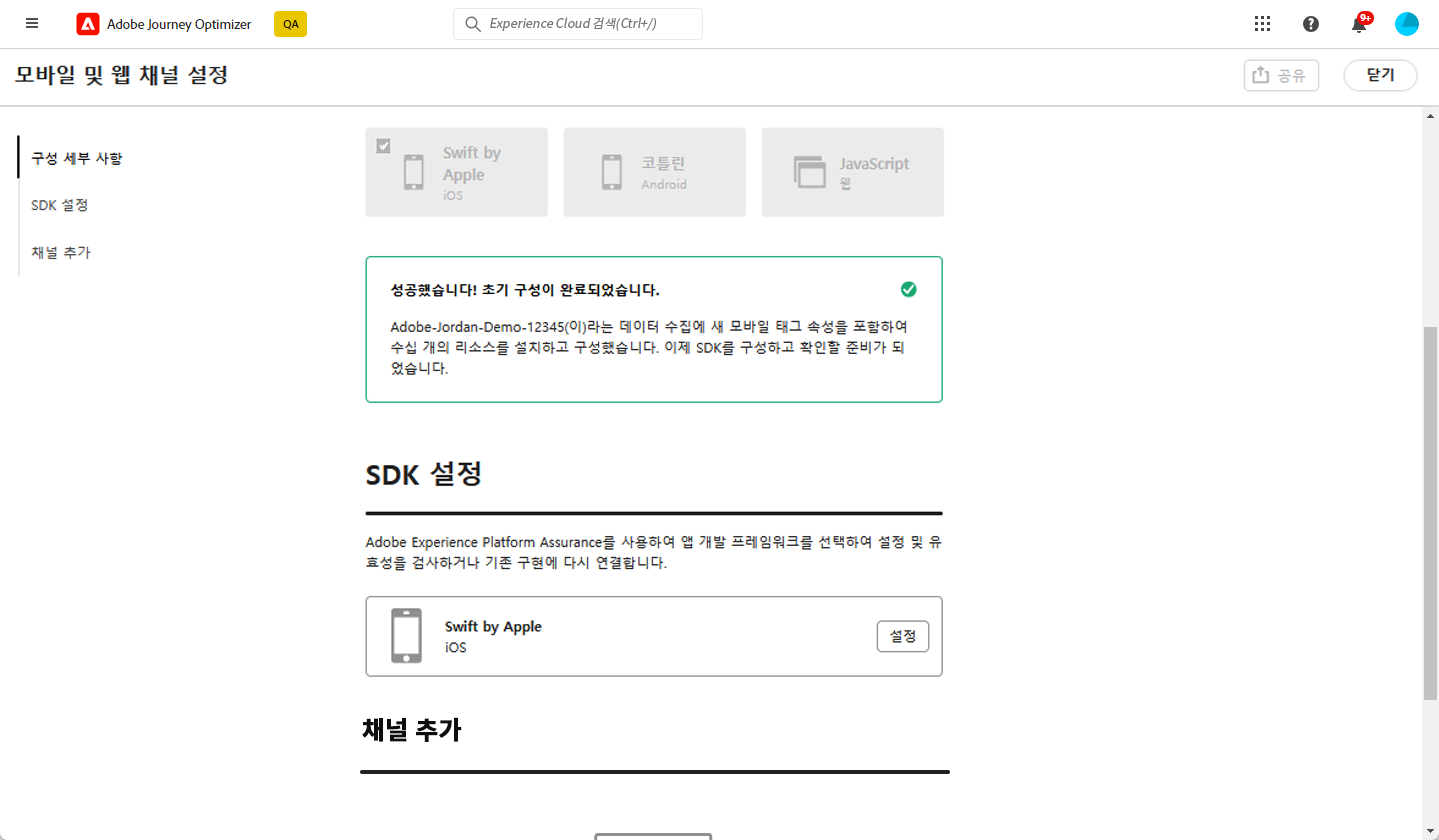 Adobe Journey Optimizer
QA
Experience Cloud 검색(Ctrl+/)
9+
모바일 및 웹 채널 설정
공유
닫기
구성 세부 사항
SDK 설정
채널 추가
Swift by
Apple
iOS
코틀린
Android
JavaScript
웹
성공했습니다! 초기 구성이 완료되었습니다.
Adobe-Jordan-Demo-12345(이)라는 데이터 수집에 새 모바일 태그 속성을 포함하여
수십 개의 리소스를 설치하고 구성했습니다. 이제 SDK를 구성하고 확인할 준비가 되
었습니다.
SDK 설정
Adobe Experience Platform Assurance를 사용하여 앱 개발 프레임워크를 선택하여 설정 및 유
효성을 검사하거나 기존 구현에 다시 연결합니다.
Swift by Apple
iOS
설정
채널 추가